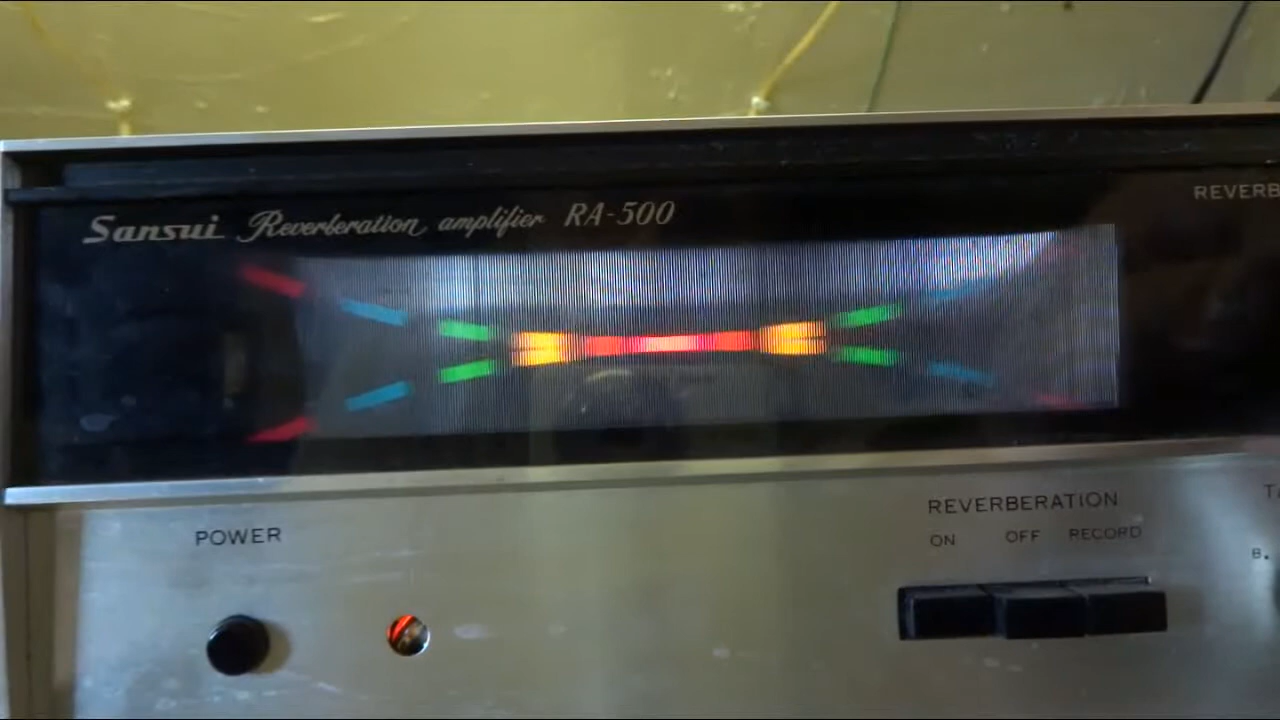 Sansui Reverberation amplifier RA-500
REVERB
POWER
REVERBERATION
ON OFF RECORD
B.